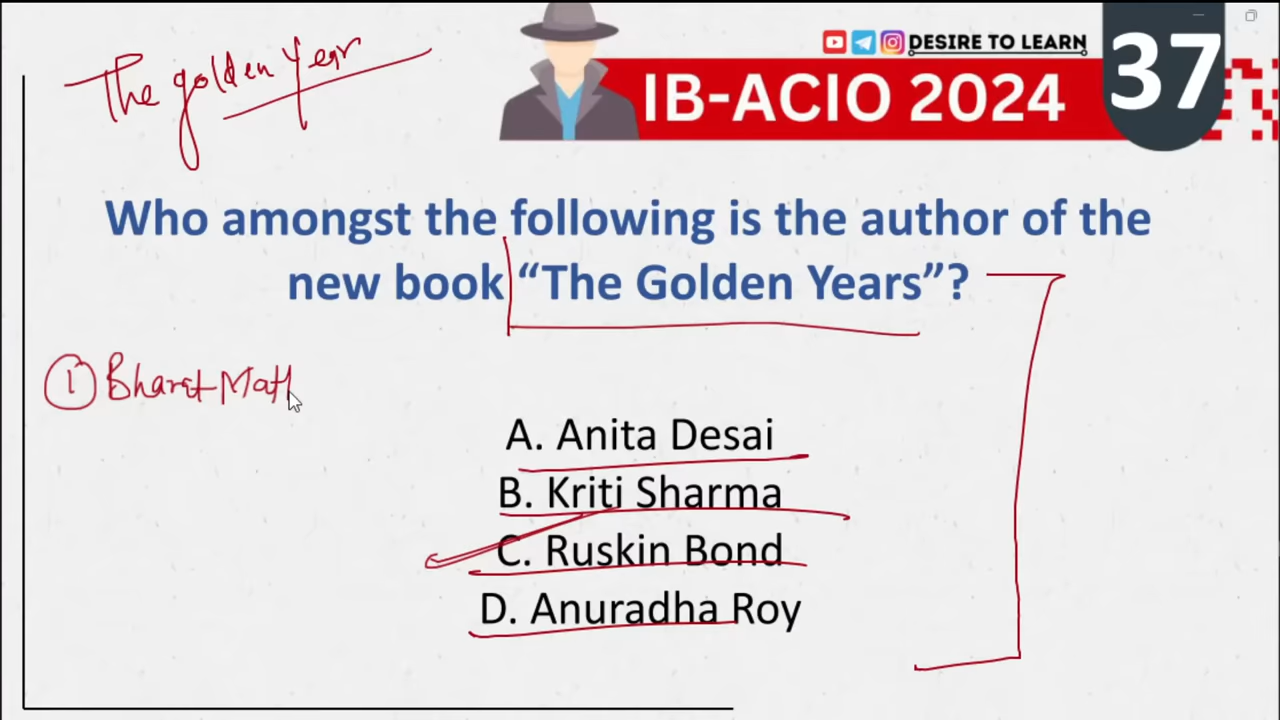 The golden Year
DESIRE TO LEARN
IB-ACIO 2024
37
Who amongst the following is the author of the
new book “The Golden Years”?
1 Bharat Math
A. Anita Desai
B. Kriti Sharma
C. Ruskin Bond
D. Anuradha Roy